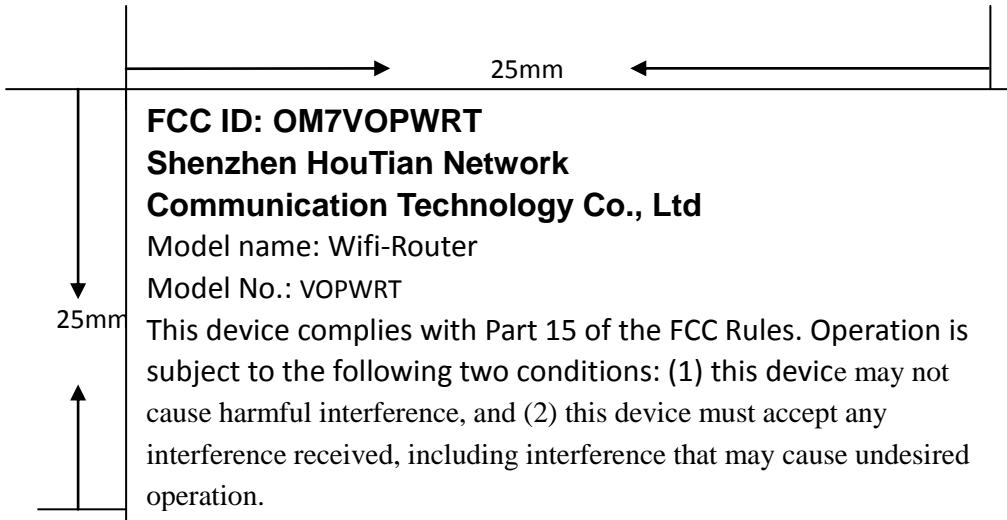 25mm
FCC ID: OM7VOPWRT
Shenzhen HouTian Network
Communication Technology Co., Ltd
Model name: Wifi-Router
Model No.: VOPWRT
25mm
This device complies with Part 15 of the FCC Rules. Operation is
subject to the following two conditions: (1) this device may not
cause harmful interference, and (2) this device must accept any
interference received, including interference that may cause undesired
operation.